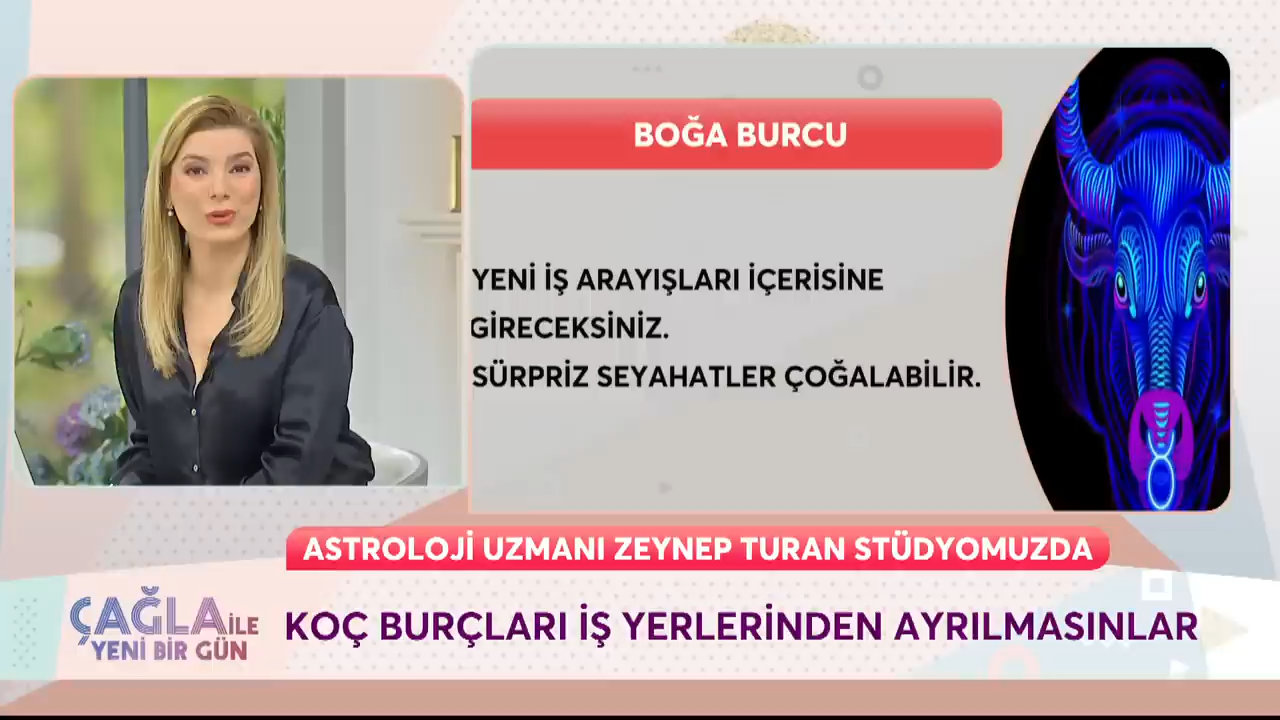 BOĞA BURCU
YENİ İŞ ARAYIŞLARI İÇERİSİNE
GİRECEKSİNİZ.
SÜRPRİZ SEYAHATLER ÇOĞALABİLİR.
ASTROLOJİ UZMANI ZEYNEP TURAN STÜDYOMUZDA
ÇAĞLA İLE
YENİ BİR GÜN
KOÇ BURÇLARI İŞ YERLERİNDEN AYRILMASINLAR